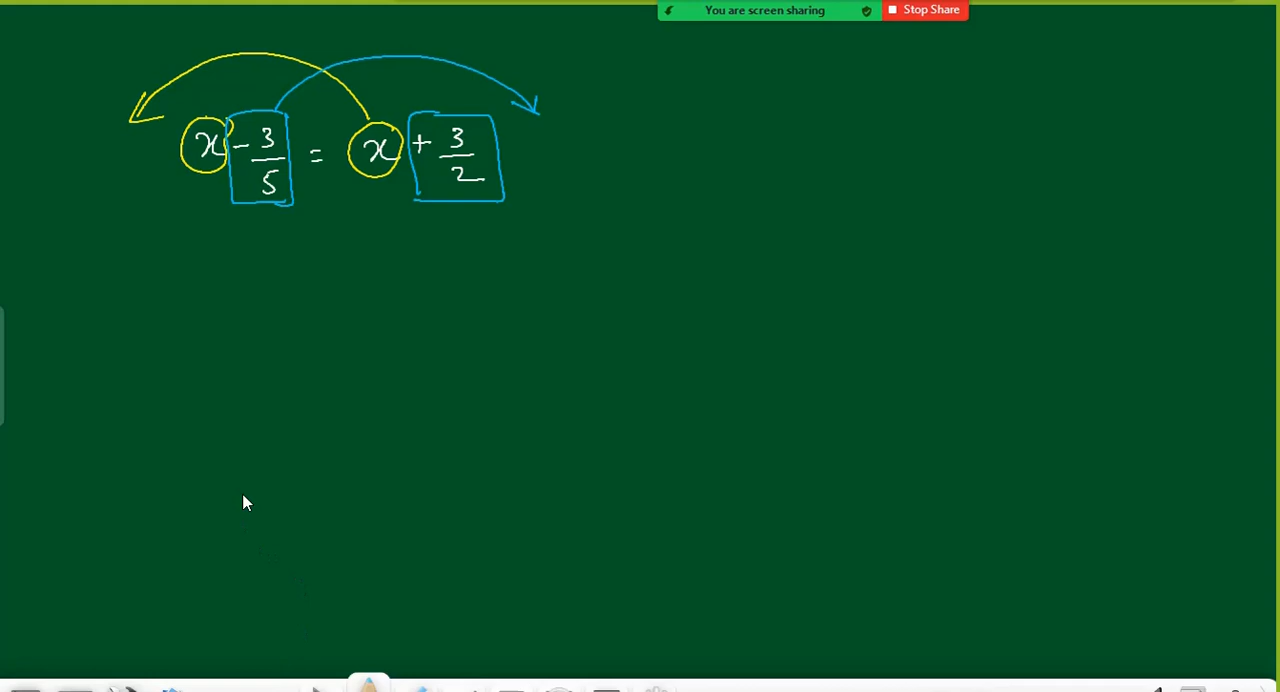 You are screen sharing Stop Share
x - 3/5 = x + 3/2